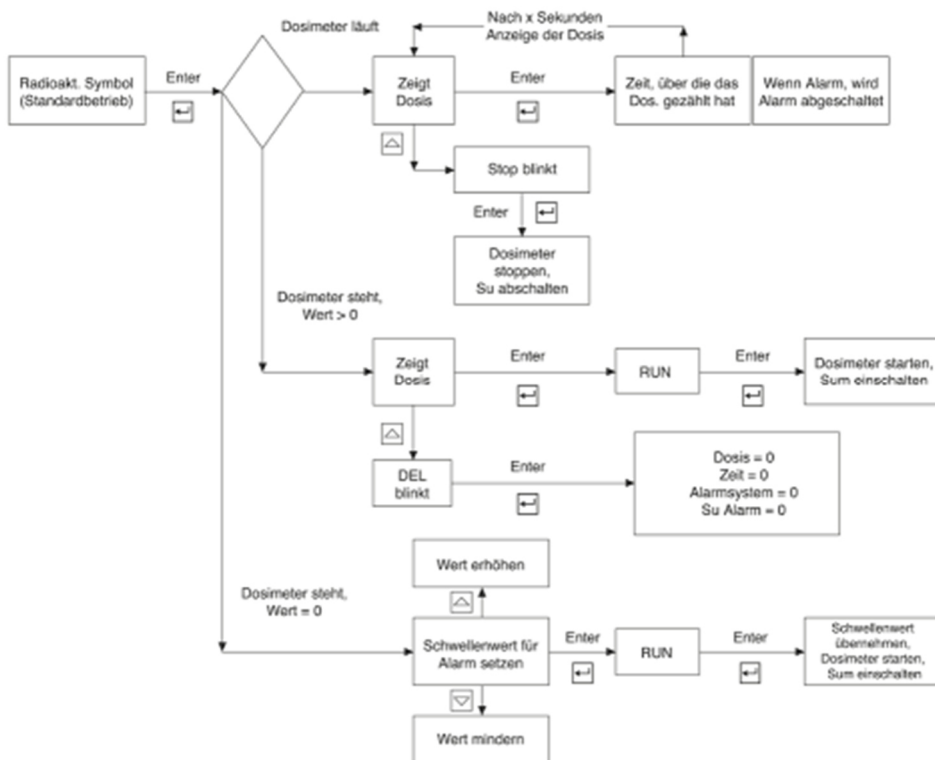 Dosimeter läuft
Nach x Sekunden
Anzeige der Dosis
Radioakt. Symbol
(Standardbetrieb)
Enter
Zeigt
Dosis
Enter
Zeit, über die das
Dos. gezählt hat
Wenn Alarm, wird
Alarm abgeschaltet
Stop blinkt
Enter
Dosimeter
stoppen,
Su abschalten
Dosimeter steht,
Wert > 0
Zeigt
Dosis
Enter
RUN
Enter
Dosimeter starten,
Sum einschalten
DEL
blinkt
Enter
Dosis = 0
Zeit = 0
Alarmsystem = 0
Su Alarm = 0
Dosimeter steht,
Wert = 0
Wert erhöhen
Schwellenwert für
Alarm setzen
Enter
RUN
Enter
Schwellenwert
übernehmen,
Dosimeter starten,
Sum einschalten
Wert mindern